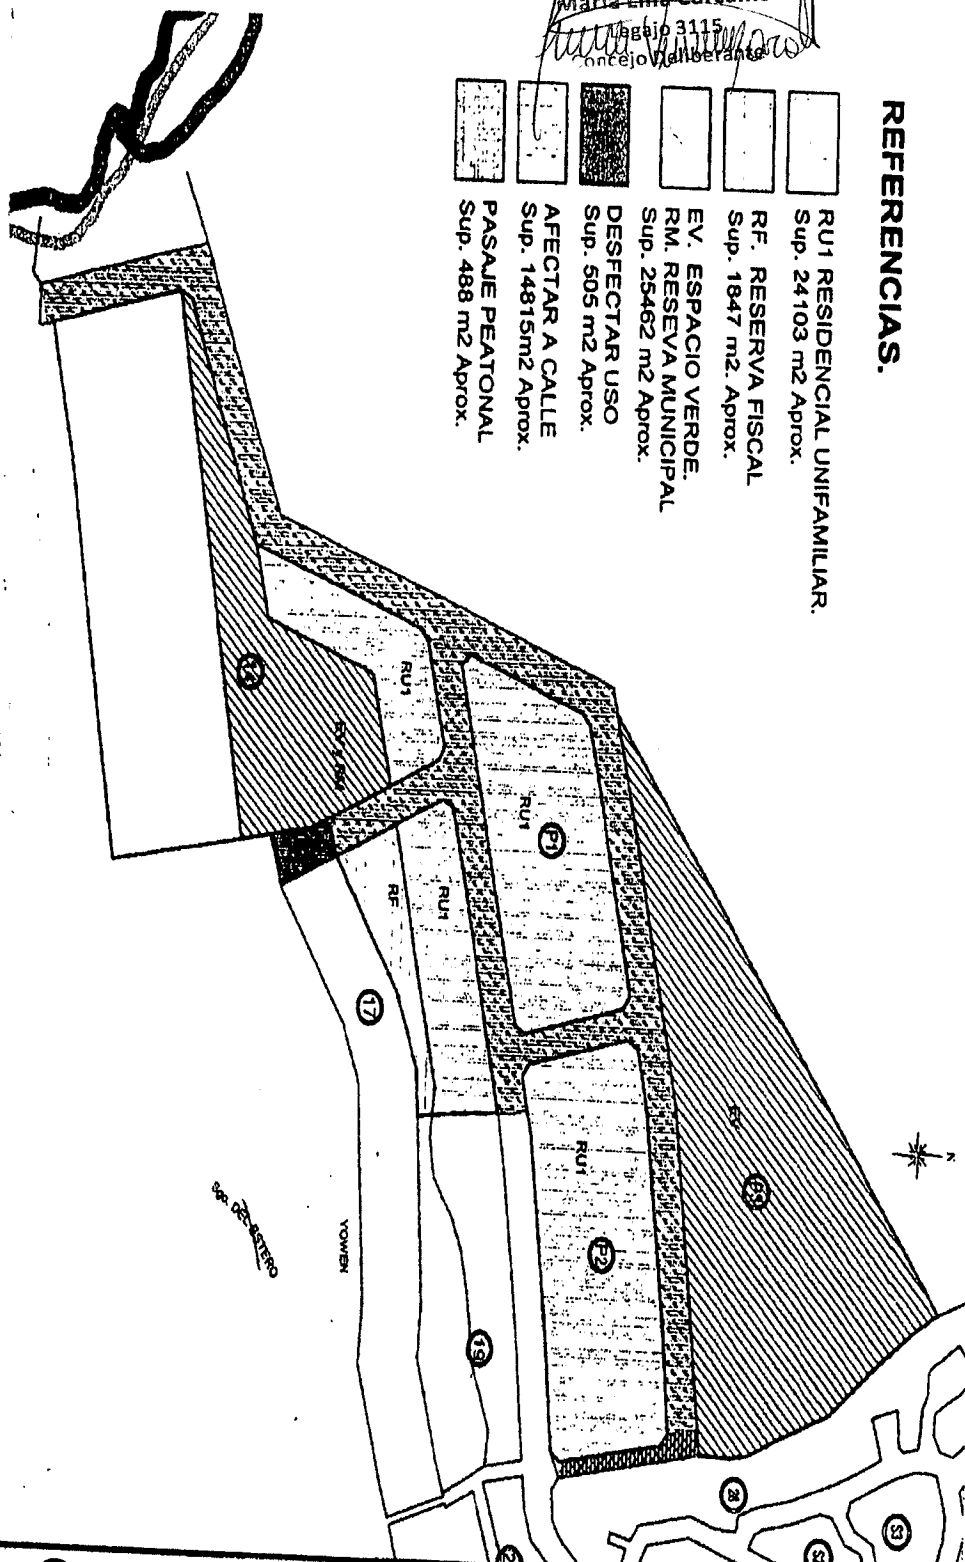 Legajo 3115
Concejo Deliberante
REFERENCIAS.
RU1 RESIDENCIAL UNIFAMILIAR.
Sup. 24103 m2 Aprox.
RF. RESERVA FISCAL
Sup. 1847 m2. Aprox.
EV. ESPACIO VERDE.
RM. RESEVA MUNICIPAL
Sup. 25462 m2 Aprox.
DESFECTAR USO
Sup. 505 m2 Aprox.
AFECTAR A CALLE
Sup. 14815m2 Aprox.
PASAJE PEATONAL
Sup. 488 m2 Aprox.
N
RU1
RU1
P1
RU1
RF
17
EV
RU1
P2
19
YOWEN
26